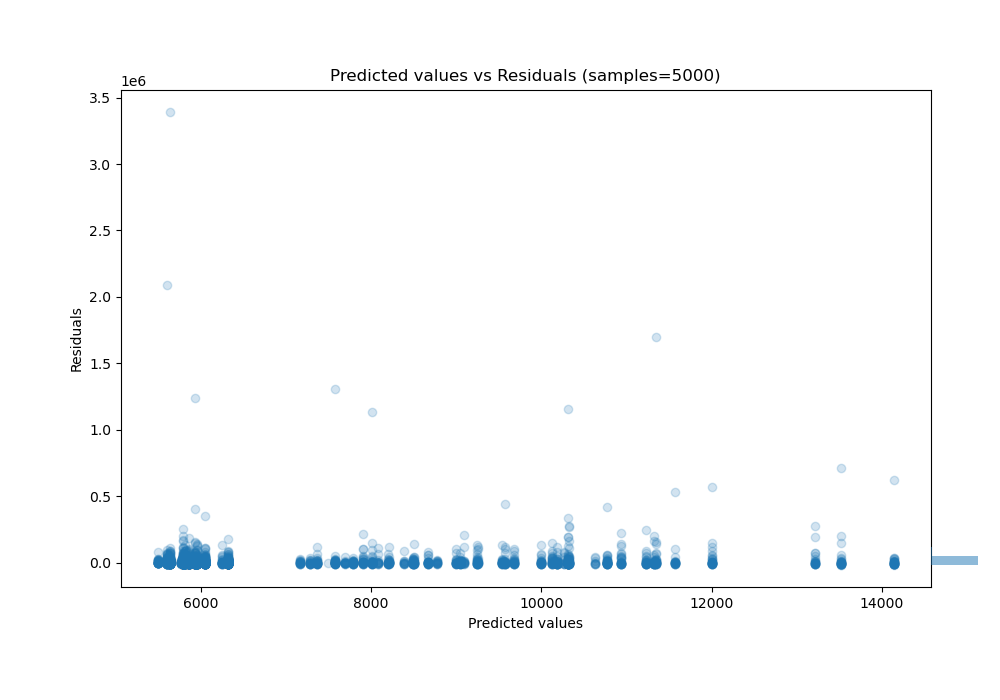 Predicted values vs Residuals (samples=5000)
1e6
3.5
3.0
2.5
2.0
1.5
1.0
0.5
0.0
Residuals
6000 8000 10000 12000 14000
Predicted values